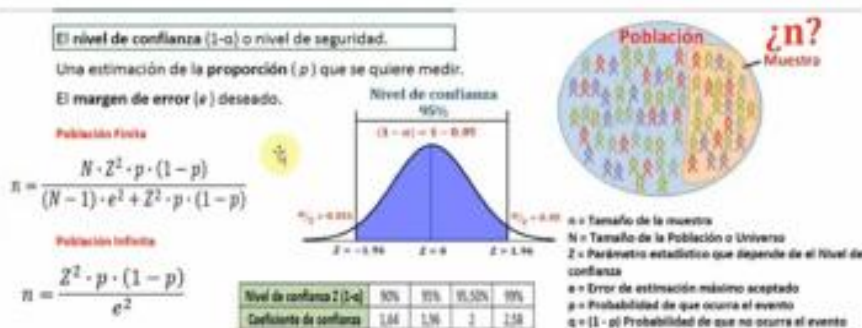 El nivel de confianza (1-α) o nivel de seguridad.
Una estimación de la proporción ( p ) que se quiere medir.
El margen de error (e) deseado.
Población Finita
n = N · Z² · p · (1 − p) / (N − 1) · e² + Z² · p · (1 − p)
Población Infinita
n = Z² · p · (1 − p) / e²
Nivel de confianza
95%
(1 − α) = 1 − 0.05
Z = −1.96 Z = 0 Z = 1.96
Nivel de confianza Z (1-α) 90% 95% 95,50% 99%
Coeficiente de confianza 1,64 1,96 2 2,58
Población
¿n?
Muestra
n = Tamaño de la muestra
N = Tamaño de la Población o Universo
Z = Parámetro estadístico que depende de el Nivel de
confianza
e = Error de estimación máximo aceptado
p = Probabilidad de que ocurra el evento
q = (1 - p) Probabilidad de que no ocurra el evento